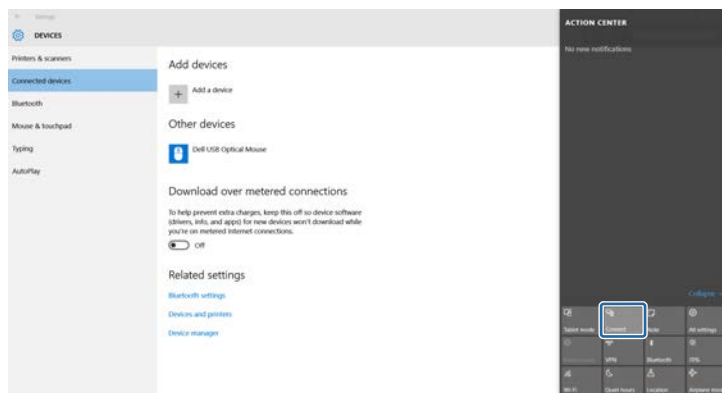 Settings
DEVICES
Printers & scanners
Connected devices
Bluetooth
Mouse & touchpad
Typing
AutoPlay
Add devices
Add a device
Other devices
Dell USB Optical Mouse
Download over metered connections
To help prevent extra charges, keep this off so device software
(drivers, info, and apps) for new devices won't download while
you're on metered Internet connections.
Off
Related settings
Bluetooth settings
Devices and printers
Device manager
ACTION CENTER
No new notifications
Collapse
Tablet mode
Connect
Note
All settings
VPN
Bluetooth
Wi-Fi
Quiet hours
Location
Airplane mode